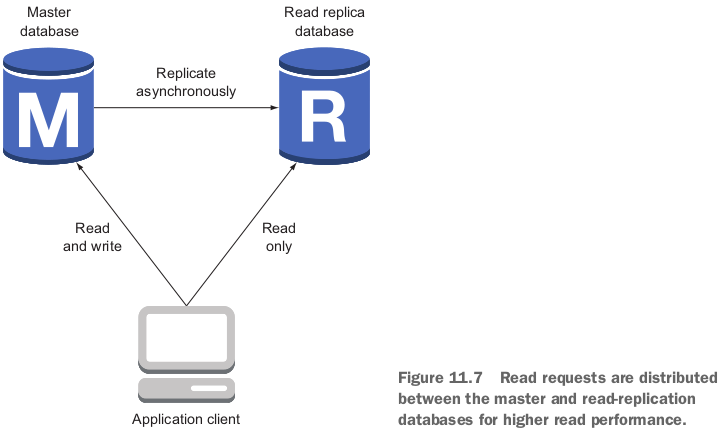 Master
database
Read replica
database
M
Replicate
asynchronously
R
Read
and write
Read
only
Application client
Figure 11.7 Read requests are distributed
between the master and read-replication
databases for higher read performance.